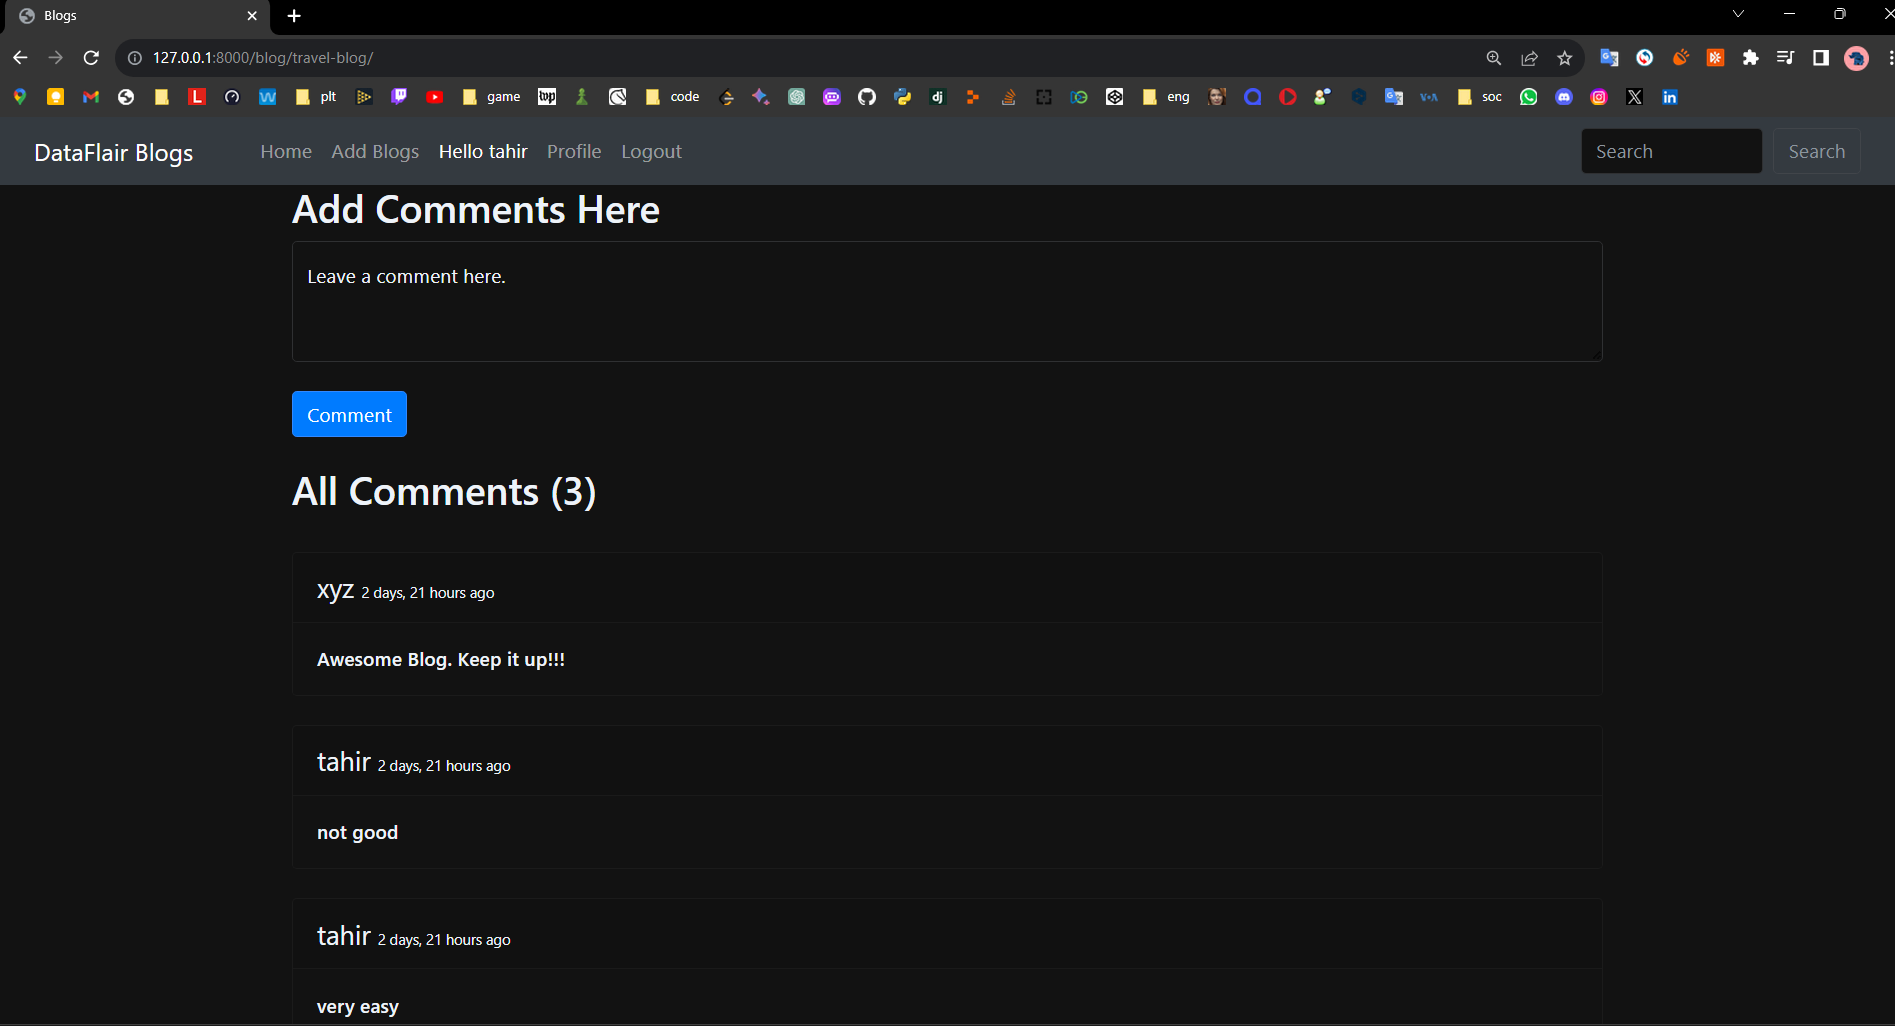 Blogs
127.0.0.1:8000/blog/travel-blog/
plt game code eng soc
DataFlair Blogs Home Add Blogs Hello tahir Profile Logout Search Search
Add Comments Here
Leave a comment here.
Comment
All Comments (3)
xyz 2 days, 21 hours ago
Awesome Blog. Keep it up!!!
tahir 2 days, 21 hours ago
not good
tahir 2 days, 21 hours ago
very easy